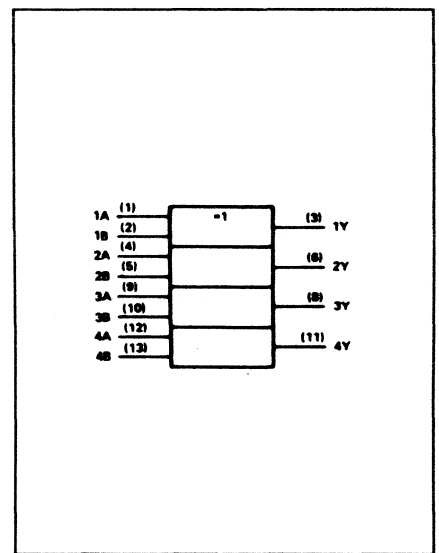 1A (1)
1B (2)
2A (4)
2B (5)
3A (9)
3B (10)
4A (12)
4B (13)
=1
(3) 1Y
(6) 2Y
(8) 3Y
(11) 4Y